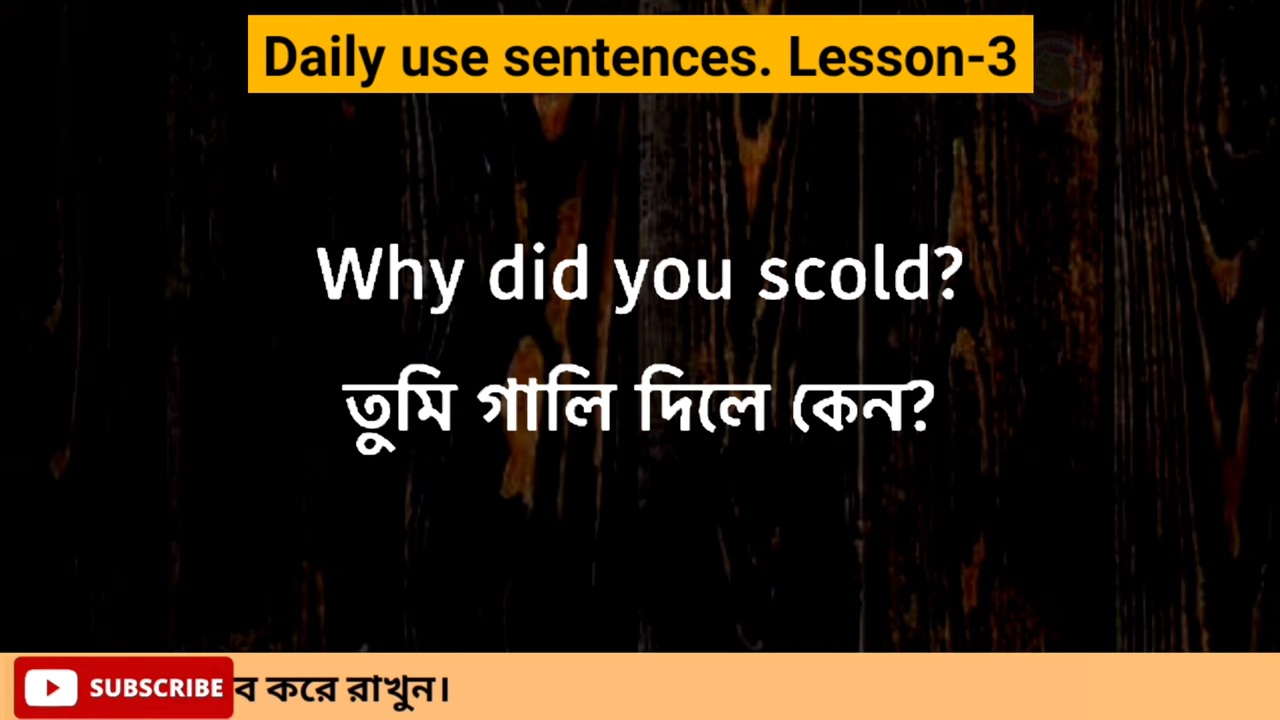 Daily use sentences. Lesson-3
Why did you scold?
তুমি গালি দিলে কেন?
SUBSCRIBE ব করে রাখুন।